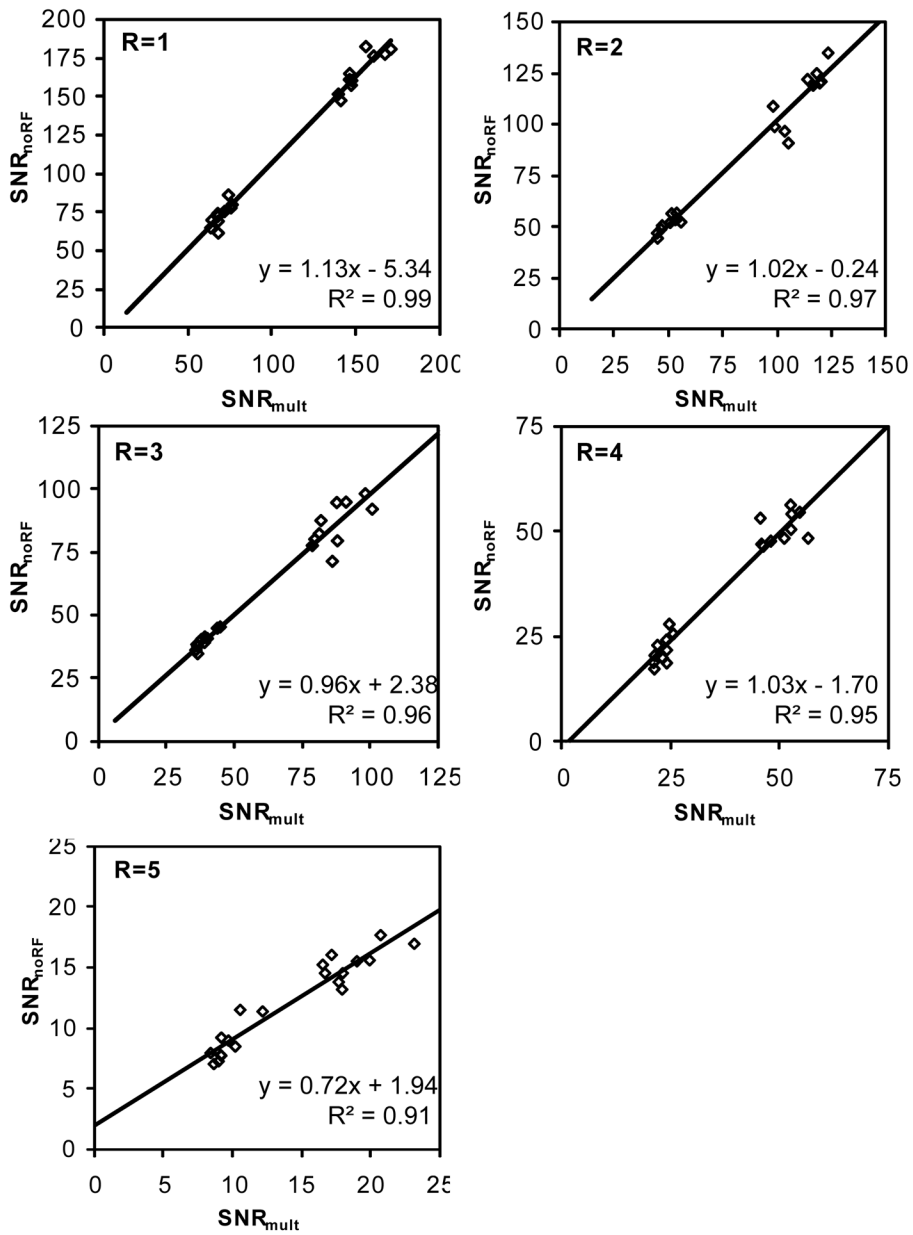 R=1
200
175
150
125
100
75
50
25
0
SNRnoRF
y = 1.13x - 5.34
R² = 0.99
0 50 100 150 200
SNRmult
R=2
150
125
100
75
50
25
0
SNRnoRF
y = 1.02x - 0.24
R² = 0.97
0 25 50 75 100 125 150
SNRmult
R=3
125
100
75
50
25
0
SNRnoRF
y = 0.96x + 2.38
R² = 0.96
0 25 50 75 100 125
SNRmult
R=4
75
50
25
0
SNRnoRF
y = 1.03x - 1.70
R² = 0.95
0 25 50 75
SNRmult
R=5
25
20
15
10
5
0
SNRnoRF
y = 0.72x + 1.94
R² = 0.91
0 5 10 15 20 25
SNRmult